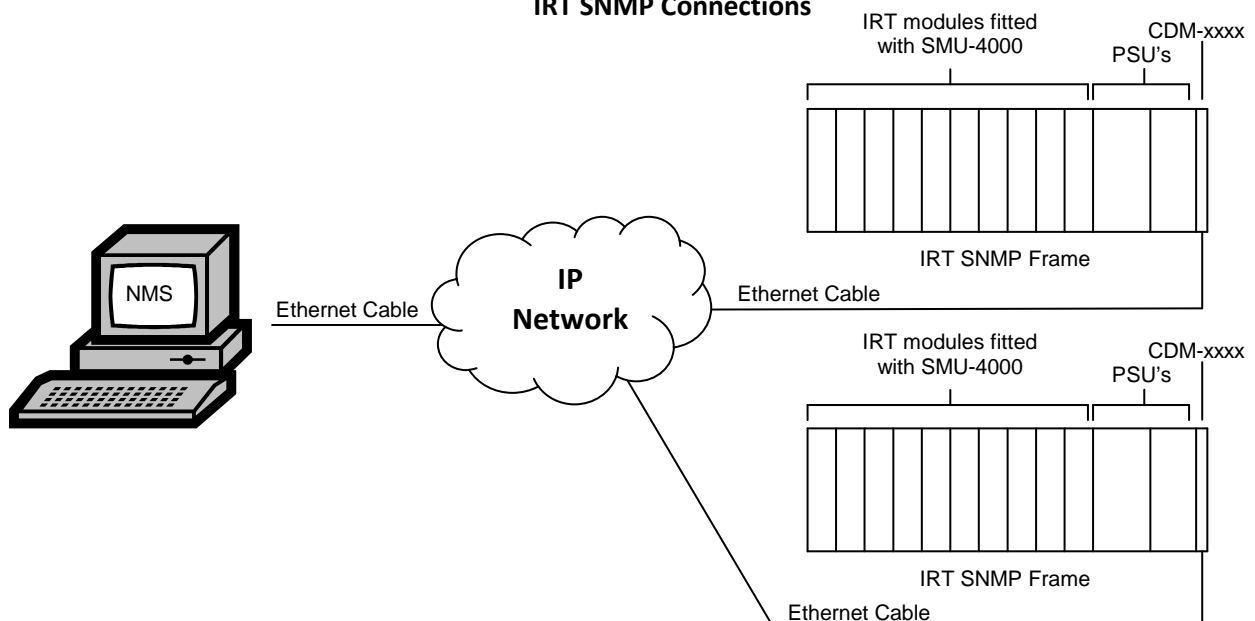 IRT SNMP Connections
IRT modules fitted
with SMU-4000
PSU's
CDM-xxxx
IRT SNMP Frame
NMS
Ethernet Cable
IP
Network
Ethernet Cable
IRT modules fitted
with SMU-4000
PSU's
CDM-xxxx
IRT SNMP Frame
Ethernet Cable